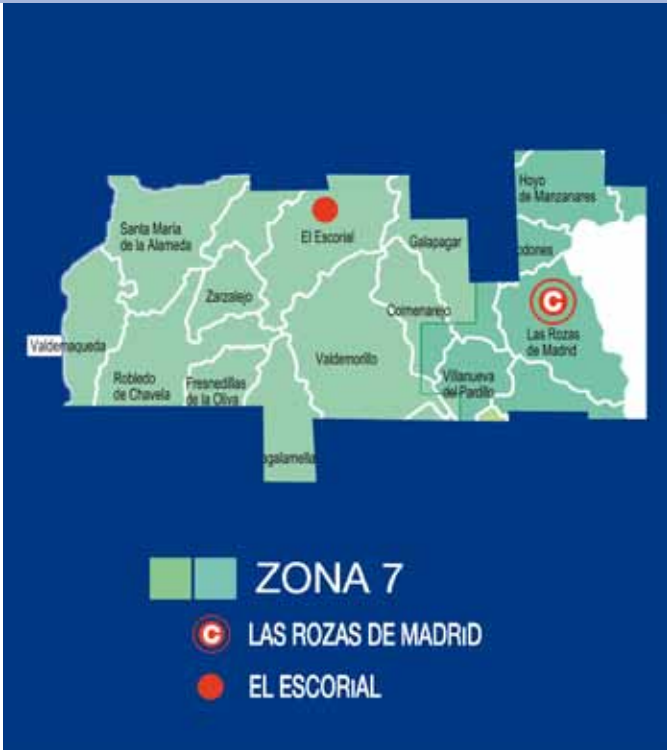 Hoyo
de Manzanares
Santa María
de la Alameda
El Escorial
Galapagar
odones
Zarzalejo
Colmenarejo
C
Las Rozas
de Madrid
Valdemaqueda
Valdemorillo
Robledo
de Chavela
Fresnedillas
de la Oliva
Villanueva
del Pardillo
agalamella
ZONA 7
C LAS ROZAS DE MADRID
EL ESCORIAL